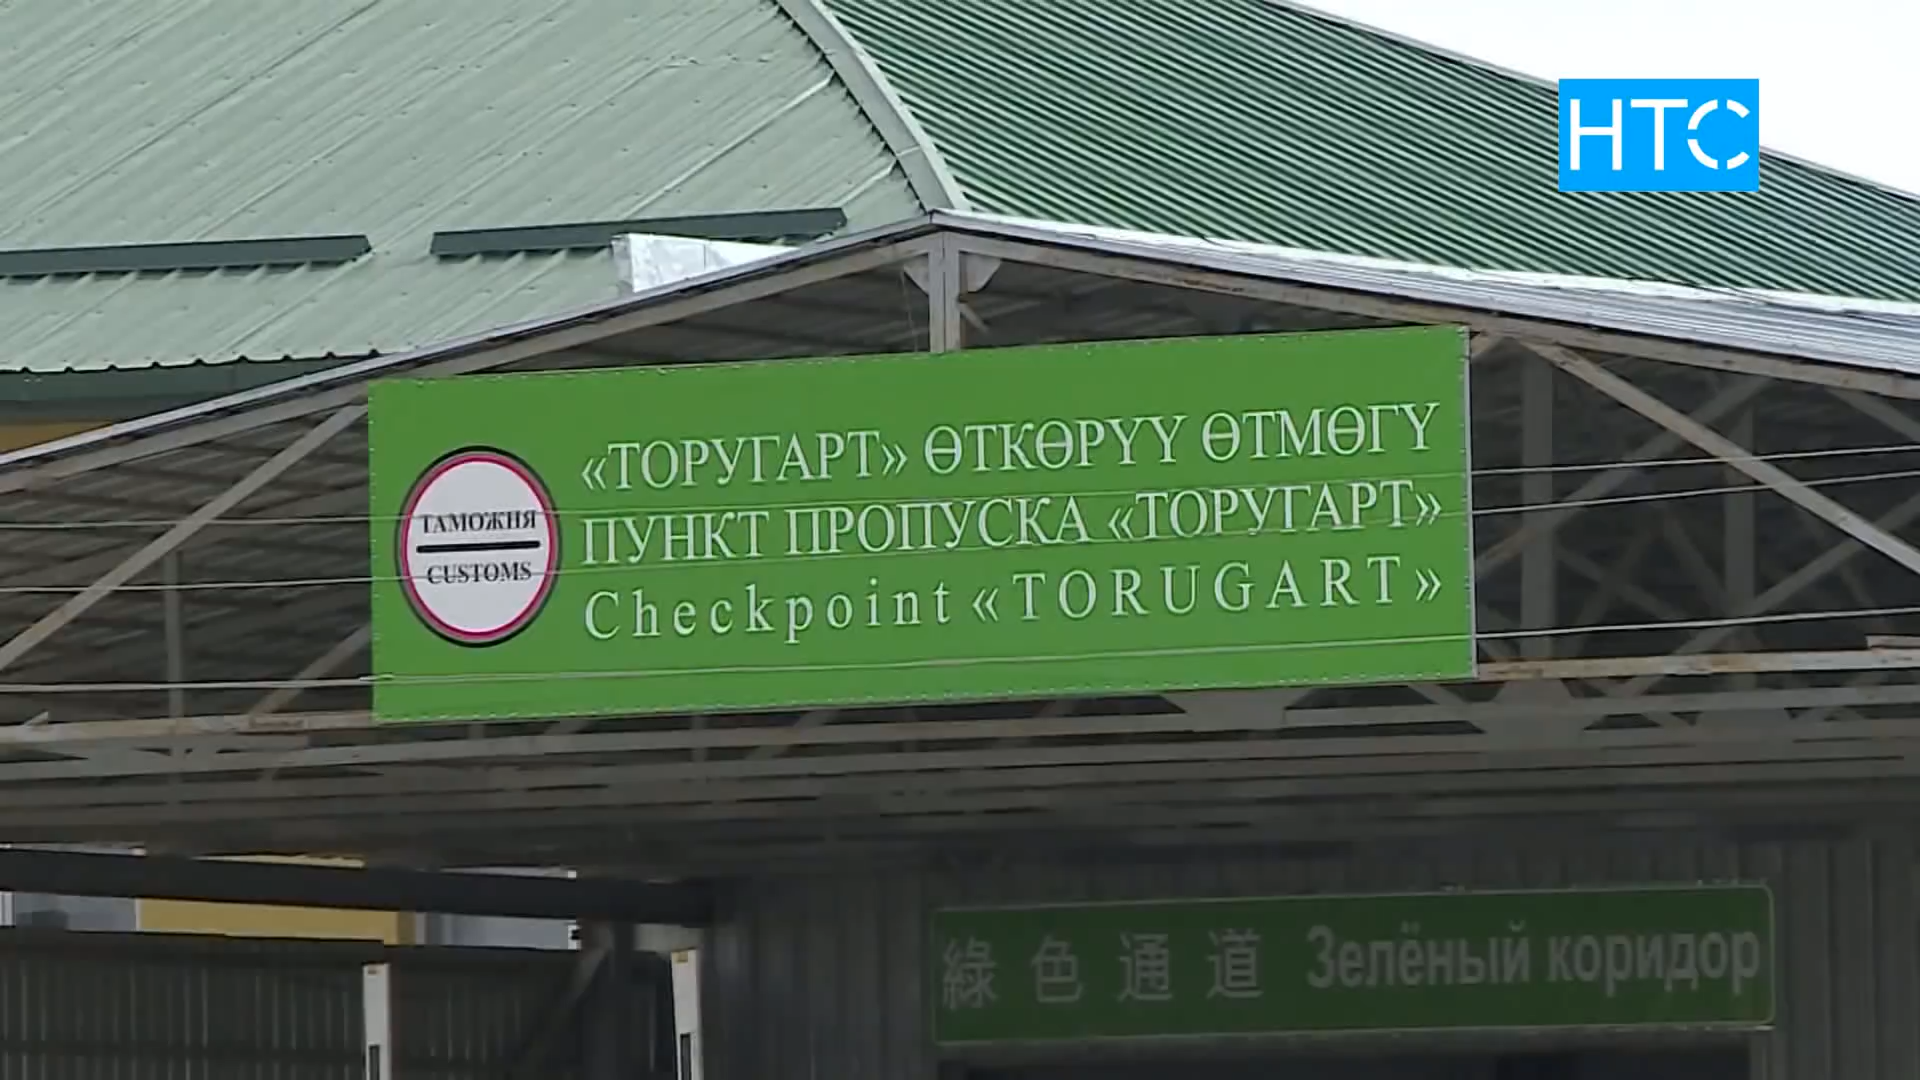 НТС
«ТОРУГАРТ» ӨТКӨРҮҮ ӨТМӨГҮ
ПУНКТ ПРОПУСКА «ТОРУГАРТ»
Checkpoint «TORUGART»
ТАМОЖНЯ
CUSTOMS
綠色通道 Зелёный коридор